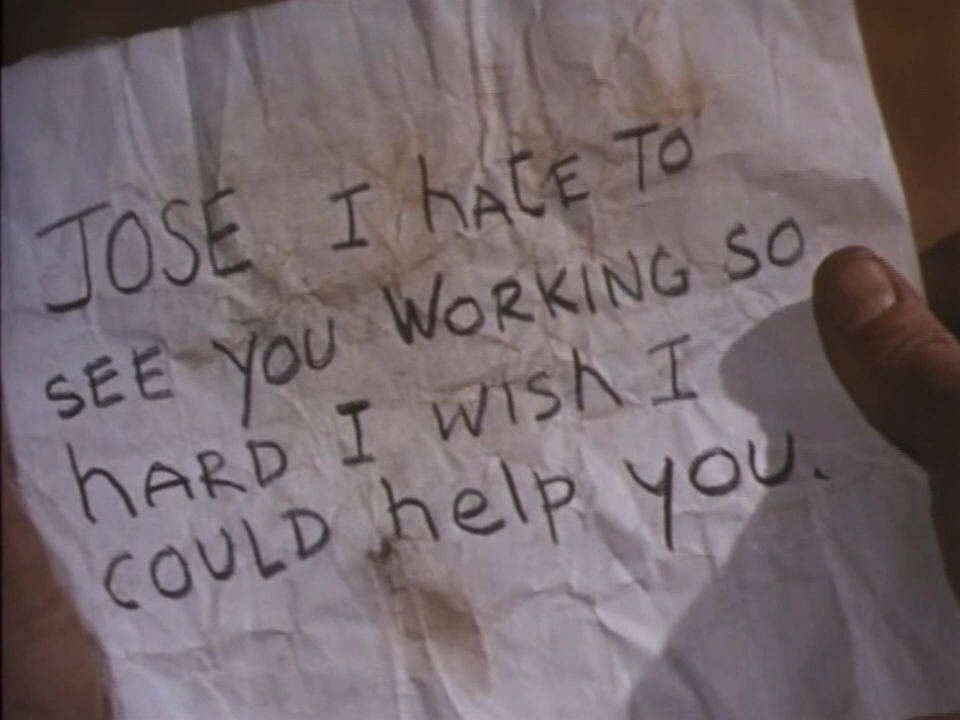 JOSE I hATE TO
SEE YOU WORKING SO
hARD I WISh I
COULD help YOU.